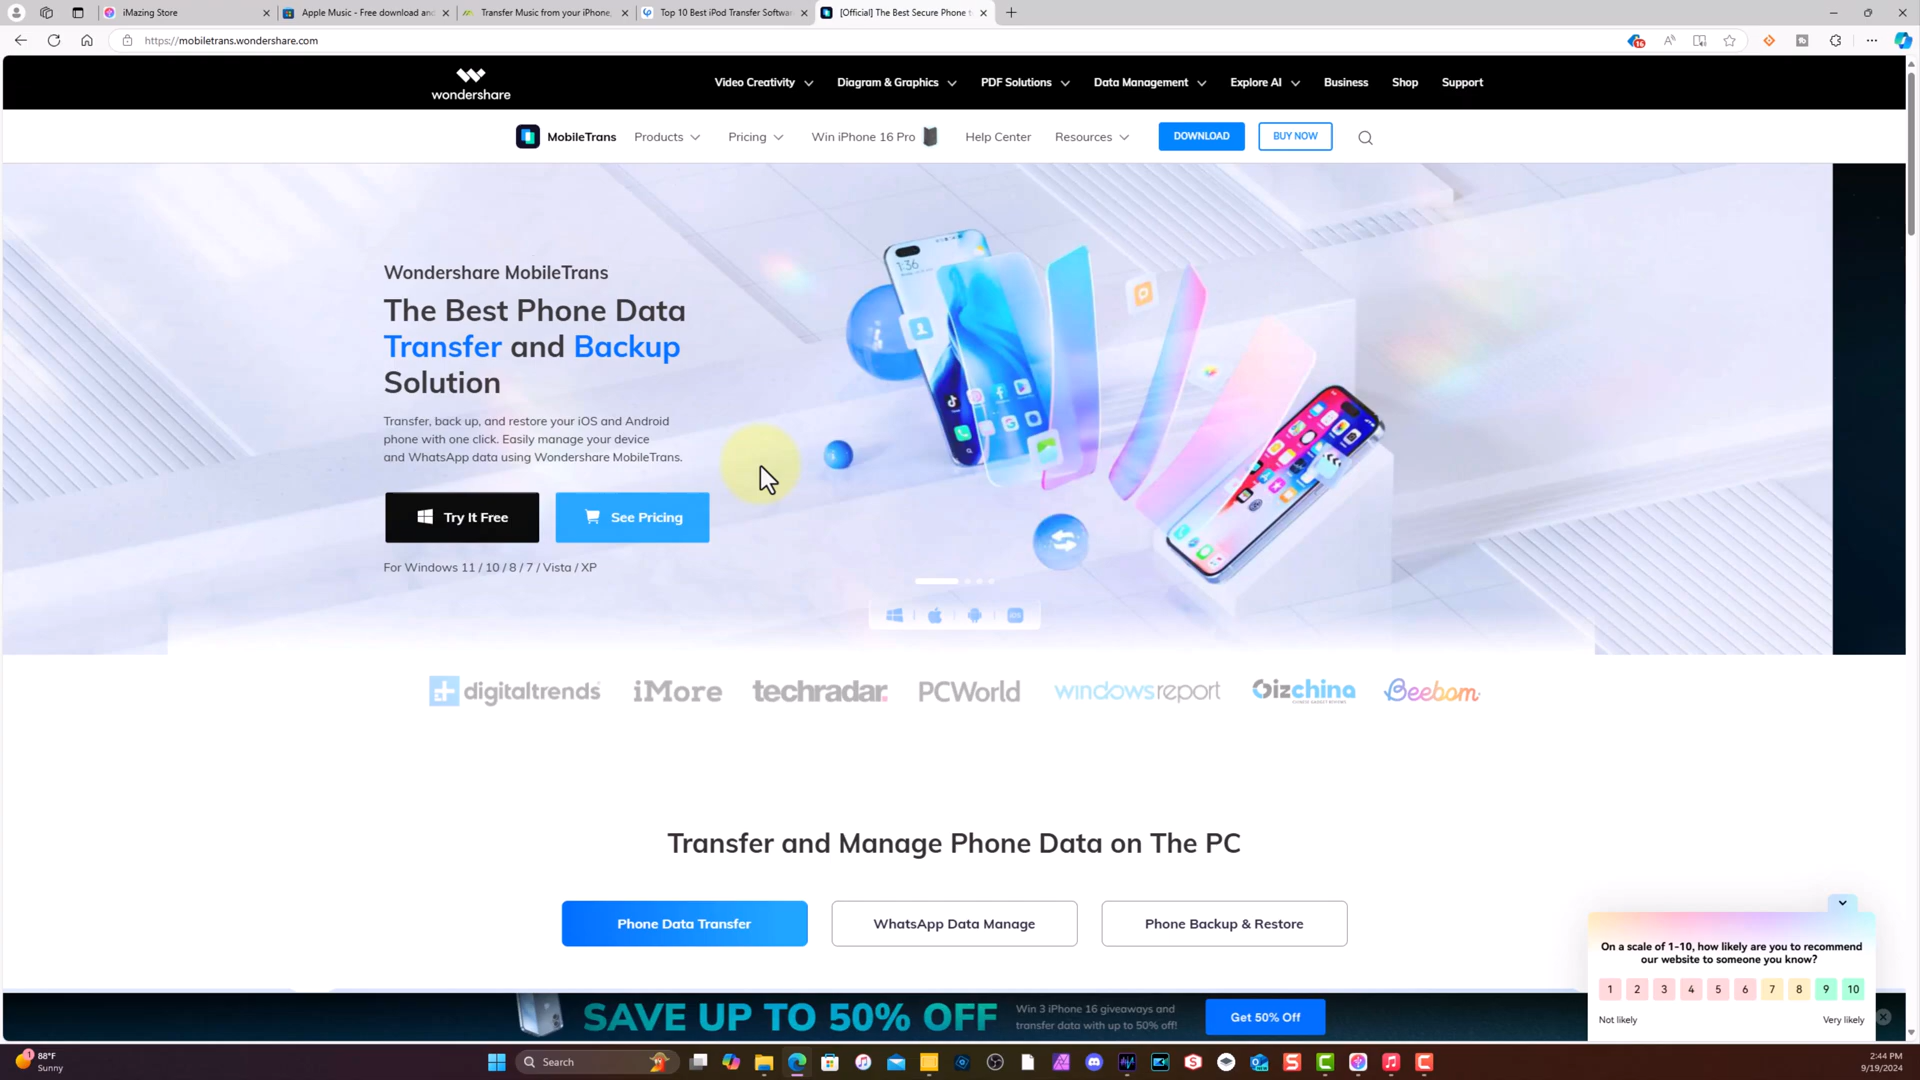 iMazing Store
Apple Music - Free download and
Transfer Music from your iPhone,
Top 10 Best iPod Transfer Softwa
[Official] The Best Secure Phone t
https://mobiletrans.wondershare.com
16
wondershare
Video Creativity
Diagram & Graphics
PDF Solutions
Data Management
Explore AI
Business
Shop
Support
MobileTrans
Products
Pricing
Win iPhone 16 Pro
Help Center
Resources
DOWNLOAD
BUY NOW
Wondershare MobileTrans
The Best Phone Data
Transfer and Backup
Solution
Transfer, back up, and restore your iOS and Android
phone with one click. Easily manage your device
and WhatsApp data using Wondershare MobileTrans.
Try It Free
See Pricing
For Windows 11 / 10 / 8 / 7 / Vista / XP
1:36
iOS
digitaltrends
iMore
techradar.
PCWorld
windowsreport
Gizchina
Beebom
Transfer and Manage Phone Data on The PC
Phone Data Transfer
WhatsApp Data Manage
Phone Backup & Restore
On a scale of 1-10, how likely are you to recommend
our website to someone you know?
1 2 3 4 5 6 7 8 9 10
Not likely
Very likely
SAVE UP TO 50% OFF
Win 3 iPhone 16 giveaways and
transfer data with up to 50% off!
Get 50% Off
1
88°F
Sunny
Search
2:44 PM
9/19/2024